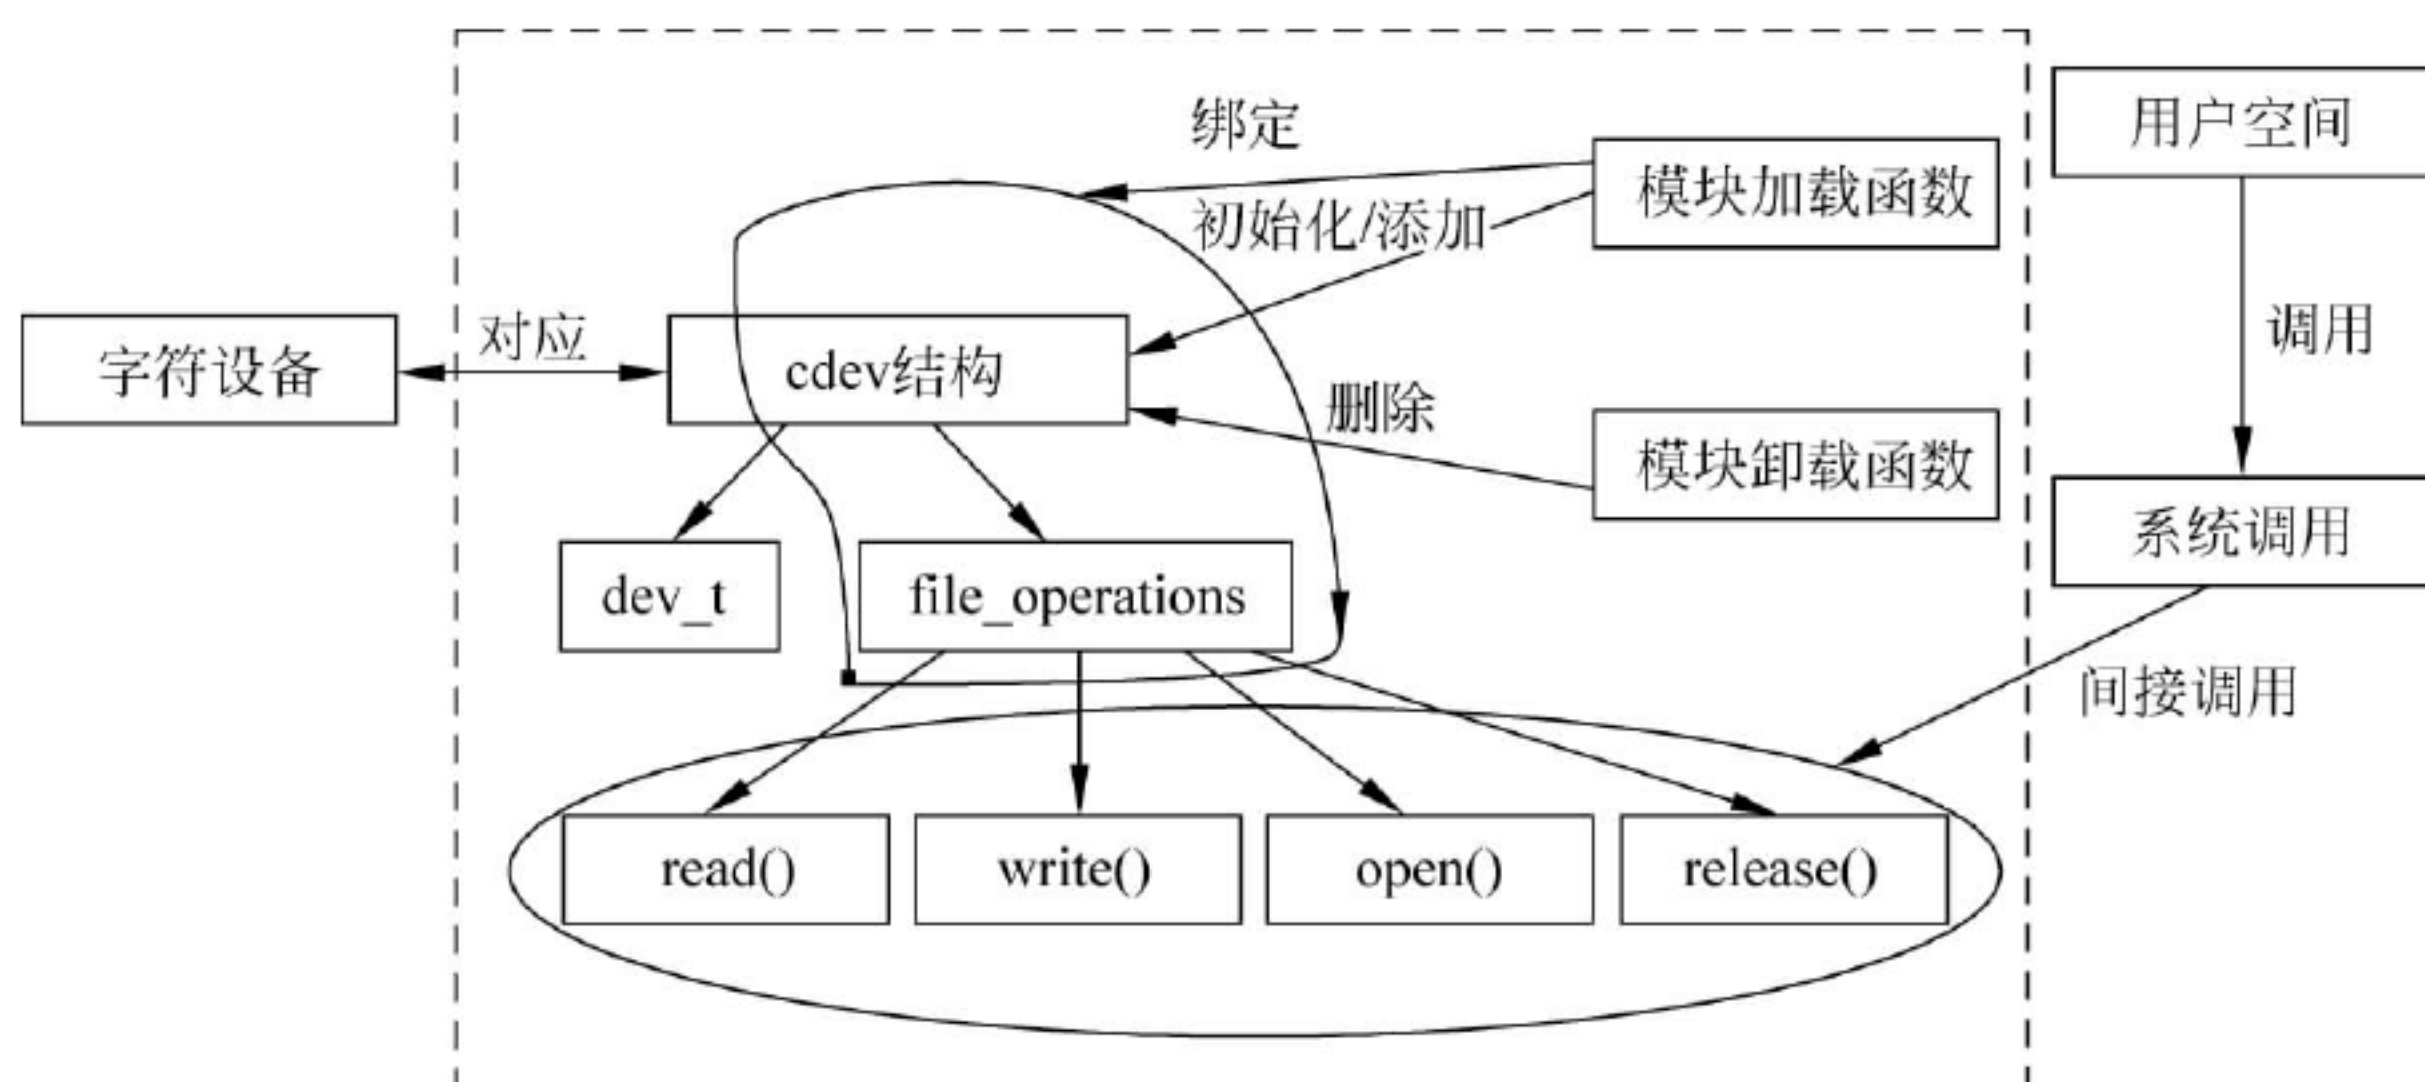 绑定
用户空间
模块加载函数
初始化/添加
对应
调用
字符设备
cdev结构
删除
模块卸载函数
系统调用
dev_t
file_operations
间接调用
read()
write()
open()
release()